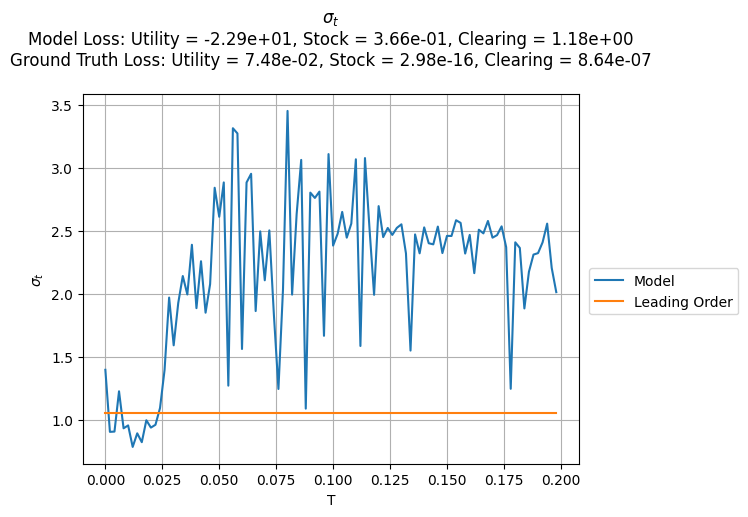 σt
Model Loss: Utility = -2.29e+01, Stock = 3.66e-01, Clearing = 1.18e+00
Ground Truth Loss: Utility = 7.48e-02, Stock = 2.98e-16, Clearing = 8.64e-07
3.5
3.0
2.5
2.0
1.5
1.0
σt
0.000 0.025 0.050 0.075 0.100 0.125 0.150 0.175 0.200
T
Model
Leading Order